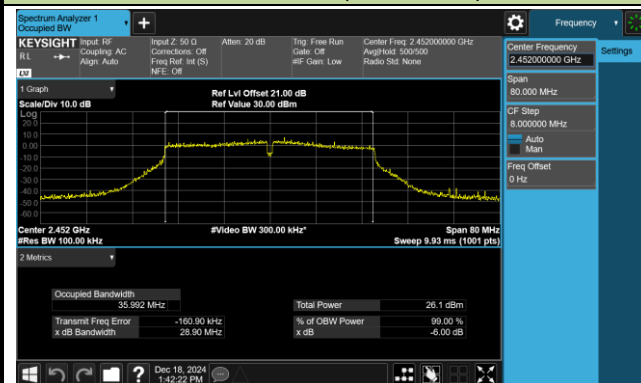 Spectrum Analyzer 1
Occupied BW
Frequency
KEYSIGHT
R L
LXI
Input: RF
Coupling: AC
Align: Auto
Input Z: 50 Ω
Corrections: Off
Freq Ref: Int (S)
NFE: Off
Atten: 20 dB
Trig: Free Run
Gate: Off
#IF Gain: Low
Center Freq: 2.452000000 GHz
Avg|Hold: 500/500
Radio Std: None
Center Frequency
2.452000000 GHz
Settings
Span
80.000 MHz
CF Step
8.000000 MHz
Auto
Man
Freq Offset
0 Hz
1 Graph
Scale/Div 10.0 dB
Ref Lvl Offset 21.00 dB
Ref Value 30.00 dBm
Log
20.0
10.0
0.00
-10.0
-20.0
-30.0
-40.0
-50.0
-60.0
Center 2.452 GHz
#Res BW 100.00 kHz
#Video BW 300.00 kHz*
Span 80 MHz
Sweep 9.93 ms (1001 pts)
2 Metrics
Occupied Bandwidth
35.992 MHz
Total Power 26.1 dBm
Transmit Freq Error -160.90 kHz
% of OBW Power 99.00 %
x dB Bandwidth 28.90 MHz
x dB -6.00 dB
?
Dec 18, 2024
1:42:22 PM